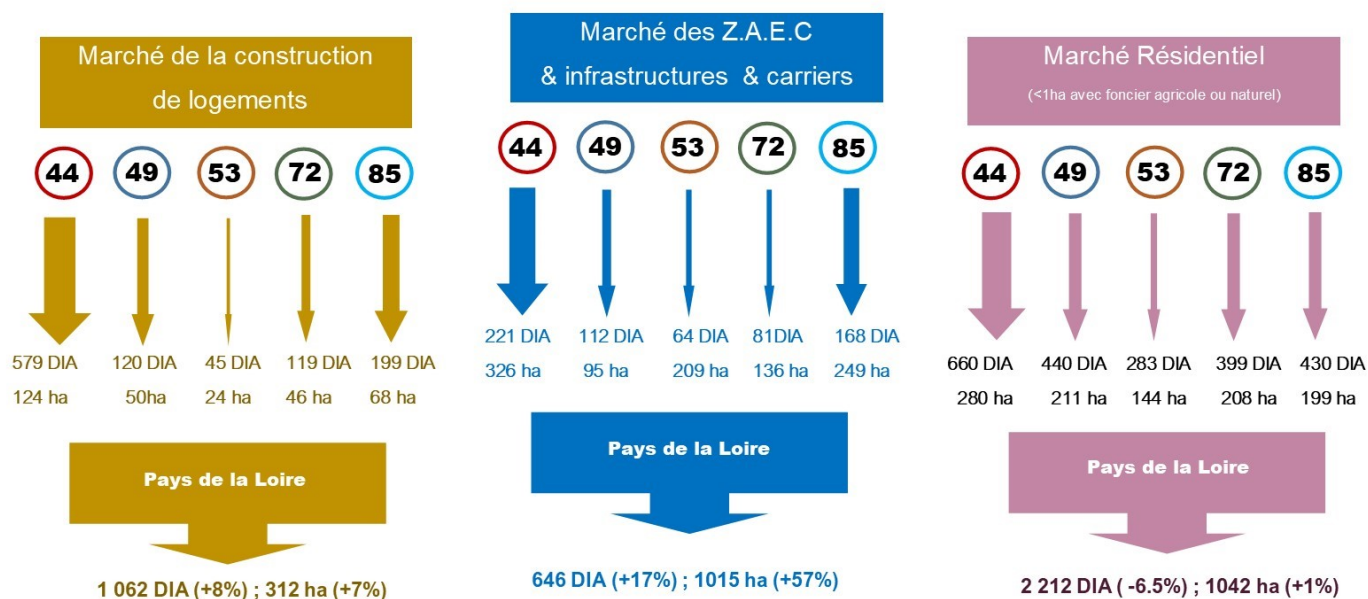 Marché de la construction
de logements
44 49 53 72 85
579 DIA 120 DIA 45 DIA 119 DIA 199 DIA
124 ha 50ha 24 ha 46 ha 68 ha
Pays de la Loire
1 062 DIA (+8%) ; 312 ha (+7%)
Marché des Z.A.E.C
& infrastructures & carriers
44 49 53 72 85
221 DIA 112 DIA 64 DIA 81DIA 168 DIA
326 ha 95 ha 209 ha 136 ha 249 ha
Pays de la Loire
646 DIA (+17%) ; 1015 ha (+57%)
Marché Résidentiel
(<1ha avec foncier agricole ou naturel)
44 49 53 72 85
660 DIA 440 DIA 283 DIA 399 DIA 430 DIA
280 ha 211 ha 144 ha 208 ha 199 ha
Pays de la Loire
2 212 DIA ( -6.5%) ; 1042 ha (+1%)